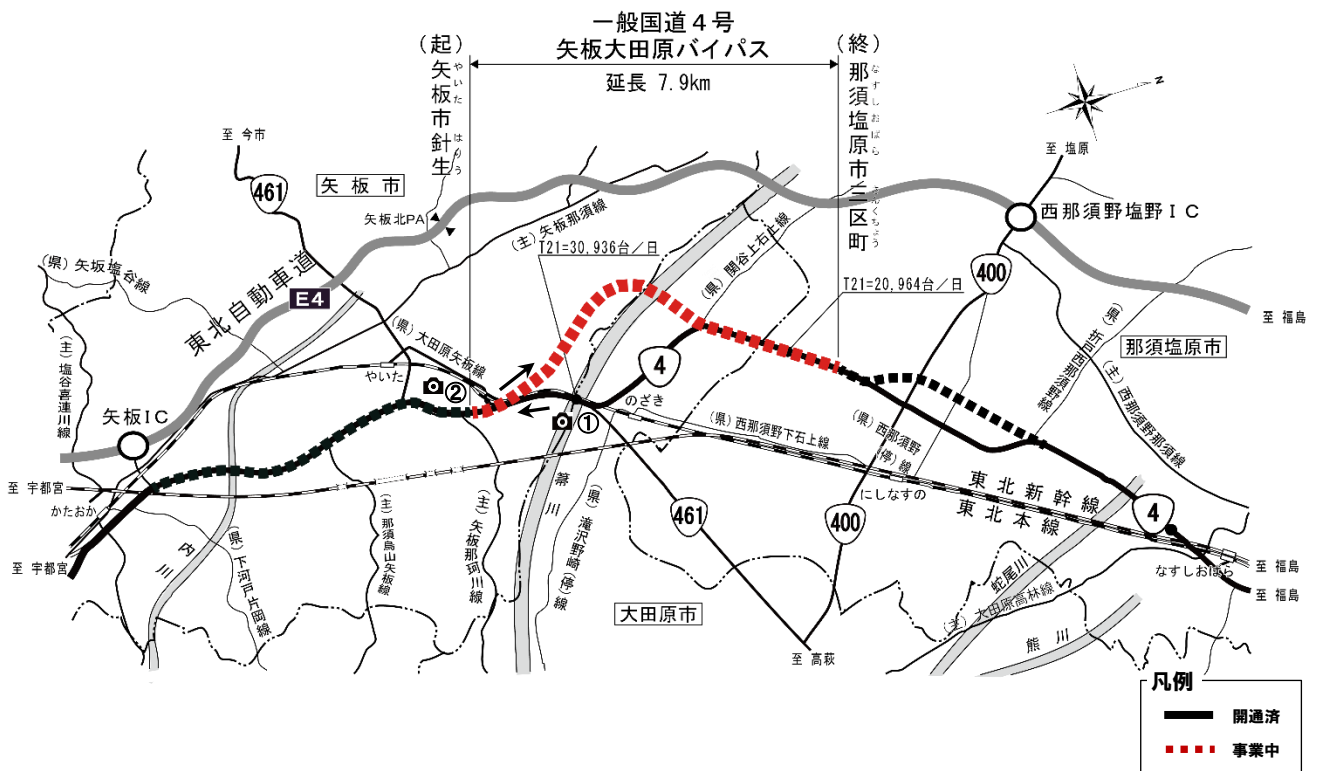 一般国道4号
矢板大田原バイパス
延長 7.9km
(起)
矢板市針生
やいた
はりう
(終)
那須塩原市三区町
なすしおばら
さんくちょう
N
至 今市
461
矢板市
矢板北PA
(主)矢板那須線
T21=30,936台／日
(県)関谷上石上線
T21=20,964台／日
至 塩原
西那須野塩野IC
400
至 福島
(県)矢坂塩谷線
東北自動車道
E4
(主)塩谷喜連川線
(県)大田原矢板線
やいた
②
①
4
のざき
(県)折戸西那須野線
那須塩原市
(主)西那須野那須線
矢板IC
(県)西那須野下石上線
(県)西那須野(停)線
にしなすの
東北新幹線
東北本線
4
至 宇都宮
かたおか
至 宇都宮
内川
(県)下河戸片岡線
(主)那須烏山矢板線
(主)矢板那珂川線
箒川
(県)滝沢野崎(停)線
461
400
大田原市
至 高萩
蛇尾川
(主)大田原高林線
熊川
なすしおばら
至 福島
至 福島
凡例
開通済
事業中